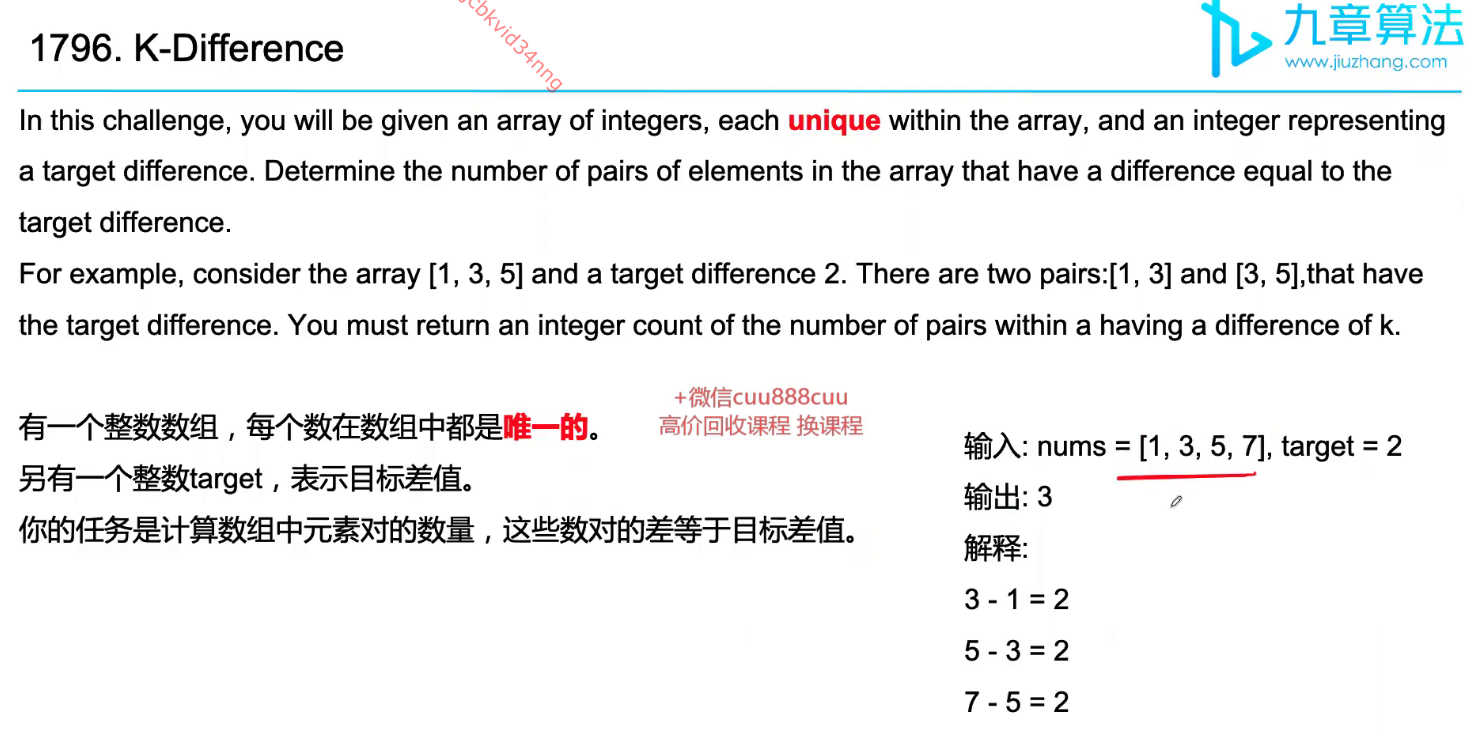 1796. K-Difference
九章算法
www.jiuzhang.com
cbkvid34nng
In this challenge, you will be given an array of integers, each unique within the array, and an integer representing
a target difference. Determine the number of pairs of elements in the array that have a difference equal to the
target difference.
For example, consider the array [1, 3, 5] and a target difference 2. There are two pairs:[1, 3] and [3, 5],that have
the target difference. You must return an integer count of the number of pairs within a having a difference of k.
+微信cuu888cuu
高价回收课程 换课程
有一个整数数组，每个数在数组中都是唯一的。
另有一个整数target，表示目标差值。
你的任务是计算数组中元素对的数量，这些数对的差等于目标差值。
输入: nums = [1, 3, 5, 7], target = 2
输出: 3
解释:
3 - 1 = 2
5 - 3 = 2
7 - 5 = 2